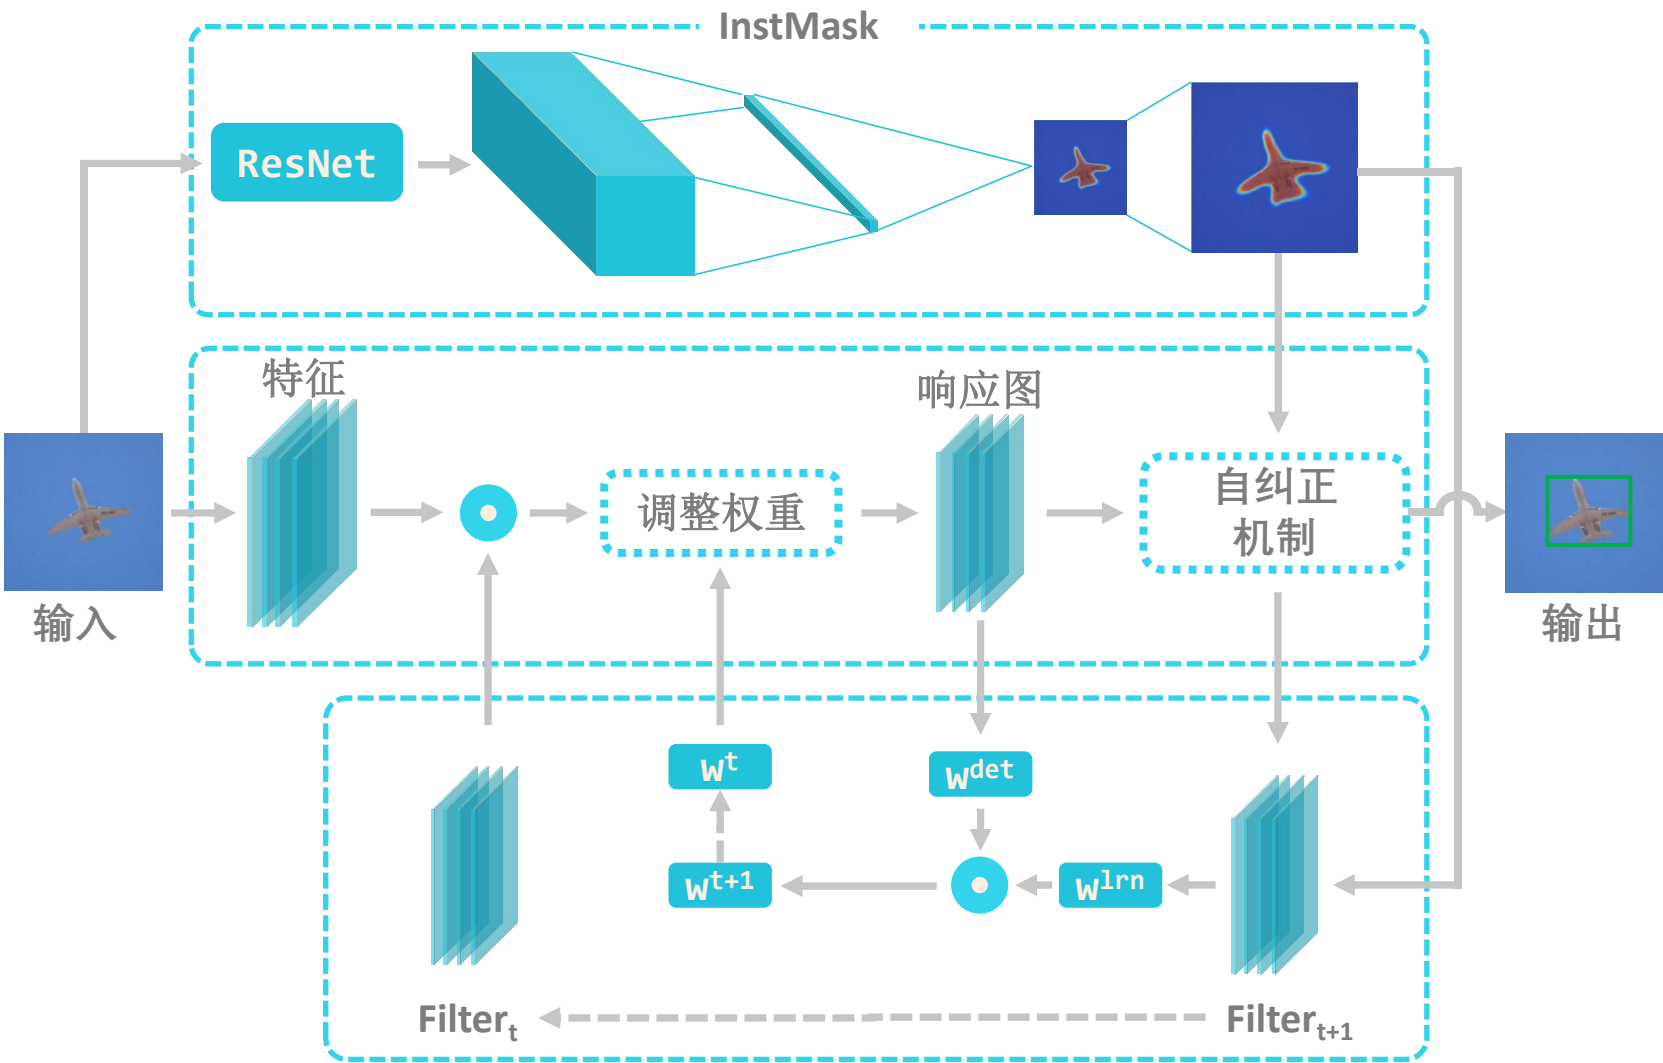 InstMask
ResNet
特征
响应图
调整权重
自纠正
机制
输入
输出
w^t
w^det
w^t+1
w^lrn
Filter_t
Filter_t+1